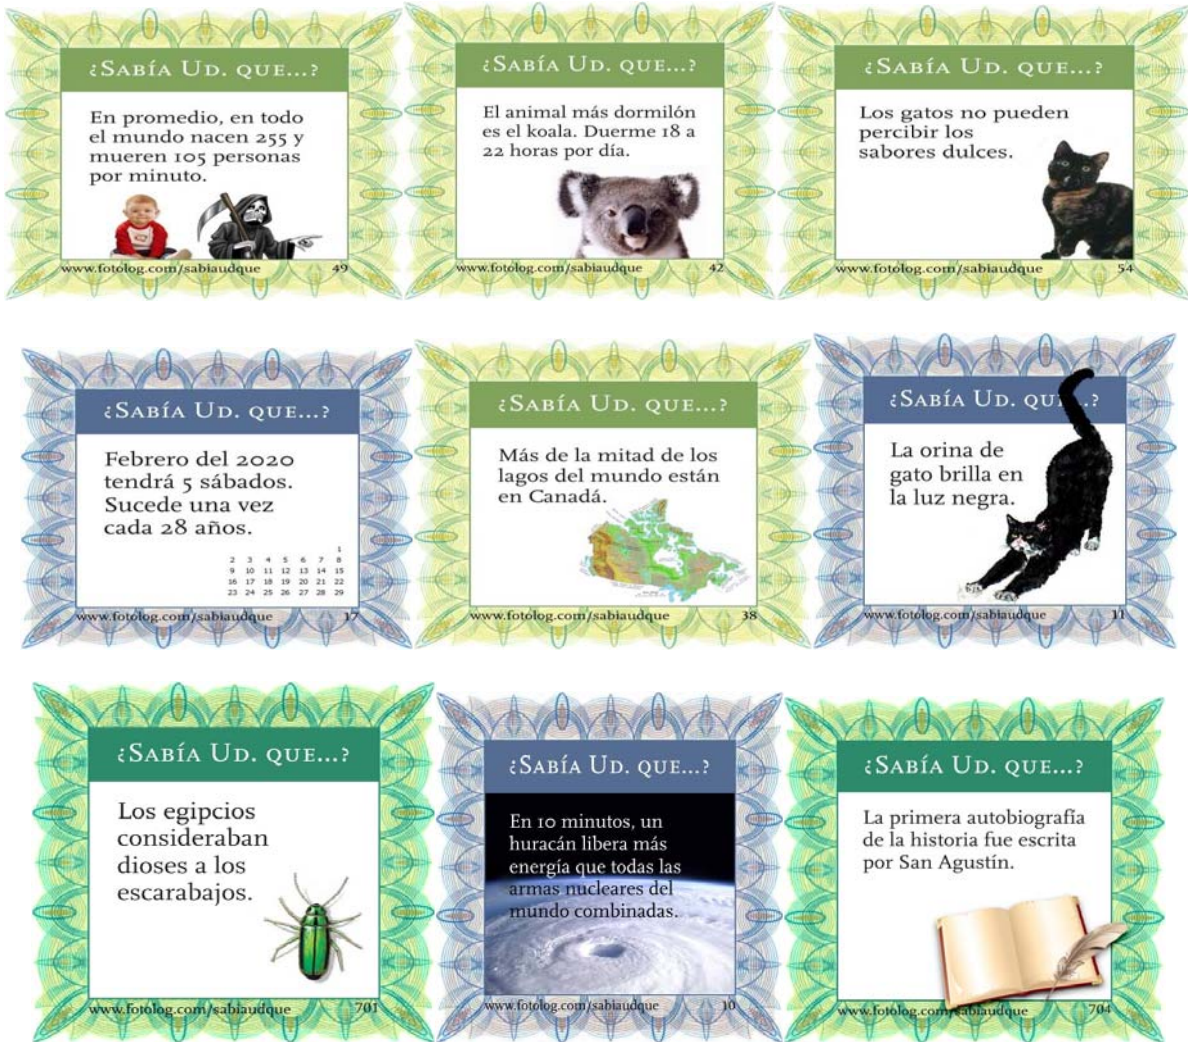 ¿SABÍA UD. QUE...?
En promedio, en todo
el mundo nacen 255 y
mueren 105 personas
por minuto.
www.fotolog.com/sabiaudque 49
¿SABÍA UD. QUE...?
El animal más dormilón
es el koala. Duerme 18 a
22 horas por día.
www.fotolog.com/sabiaudque 42
¿SABÍA UD. QUE...?
Los gatos no pueden
percibir los
sabores dulces.
www.fotolog.com/sabiaudque 54
¿SABÍA UD. QUE...?
Febrero del 2020
tendrá 5 sábados.
Sucede una vez
cada 28 años.
1
2 3 4 5 6 7 8
9 10 11 12 13 14 15
16 17 18 19 20 21 22
23 24 25 26 27 28 29
www.fotolog.com/sabiaudque 17
¿SABÍA UD. QUE...?
Más de la mitad de los
lagos del mundo están
en Canadá.
www.fotolog.com/sabiaudque 38
¿SABÍA UD. QU...?
La orina de
gato brilla en
la luz negra.
www.fotolog.com/sabiaudque 11
¿SABÍA UD. QUE...?
Los egipcios
consideraban
dioses a los
escarabajos.
www.fotolog.com/sabiaudque 701
¿SABÍA UD. QUE...?
En 10 minutos, un
huracán libera más
energía que todas las
armas nucleares del
mundo combinadas.
www.fotolog.com/sabiaudque 10
¿SABÍA UD. QUE...?
La primera autobiografía
de la historia fue escrita
por San Agustín.
www.fotolog.com/sabiaudque 704